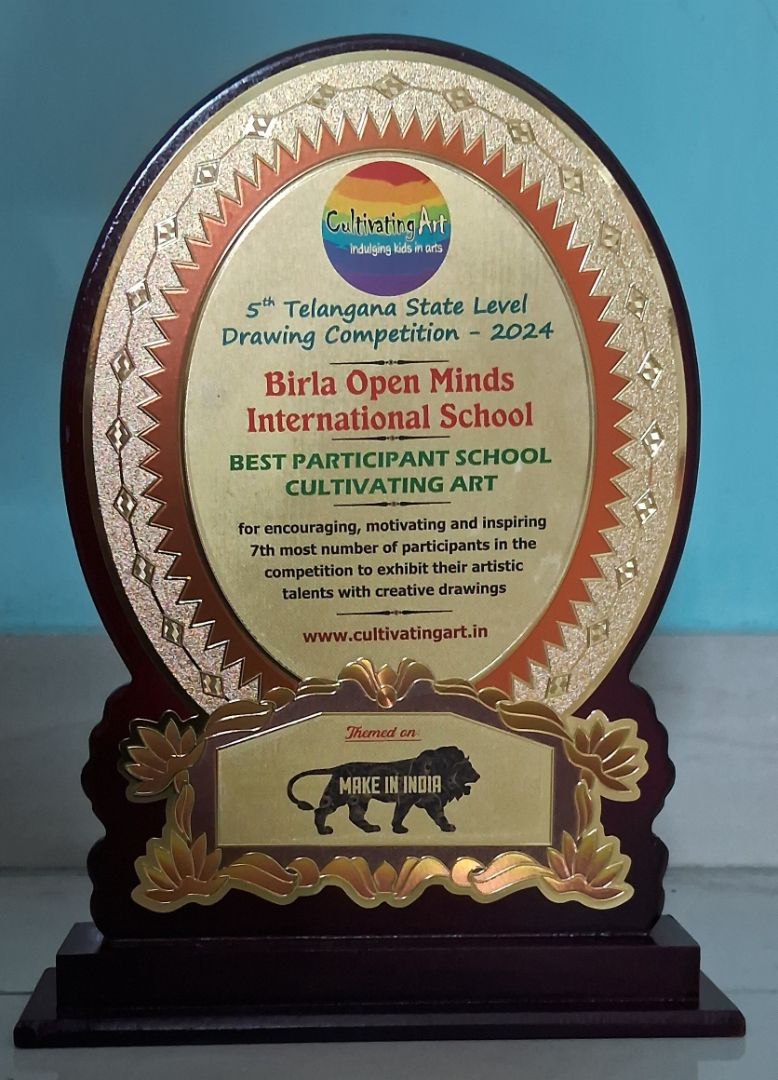 Cultivating Art
indulging kids in arts
5th Telangana State Level
Drawing Competition - 2024
Birla Open Minds
International School
BEST PARTICIPANT SCHOOL
CULTIVATING ART
for encouraging, motivating and inspiring
7th most number of participants in the
competition to exhibit their artistic
talents with creative drawings
www.cultivatingart.in
Themed on
MAKE IN INDIA